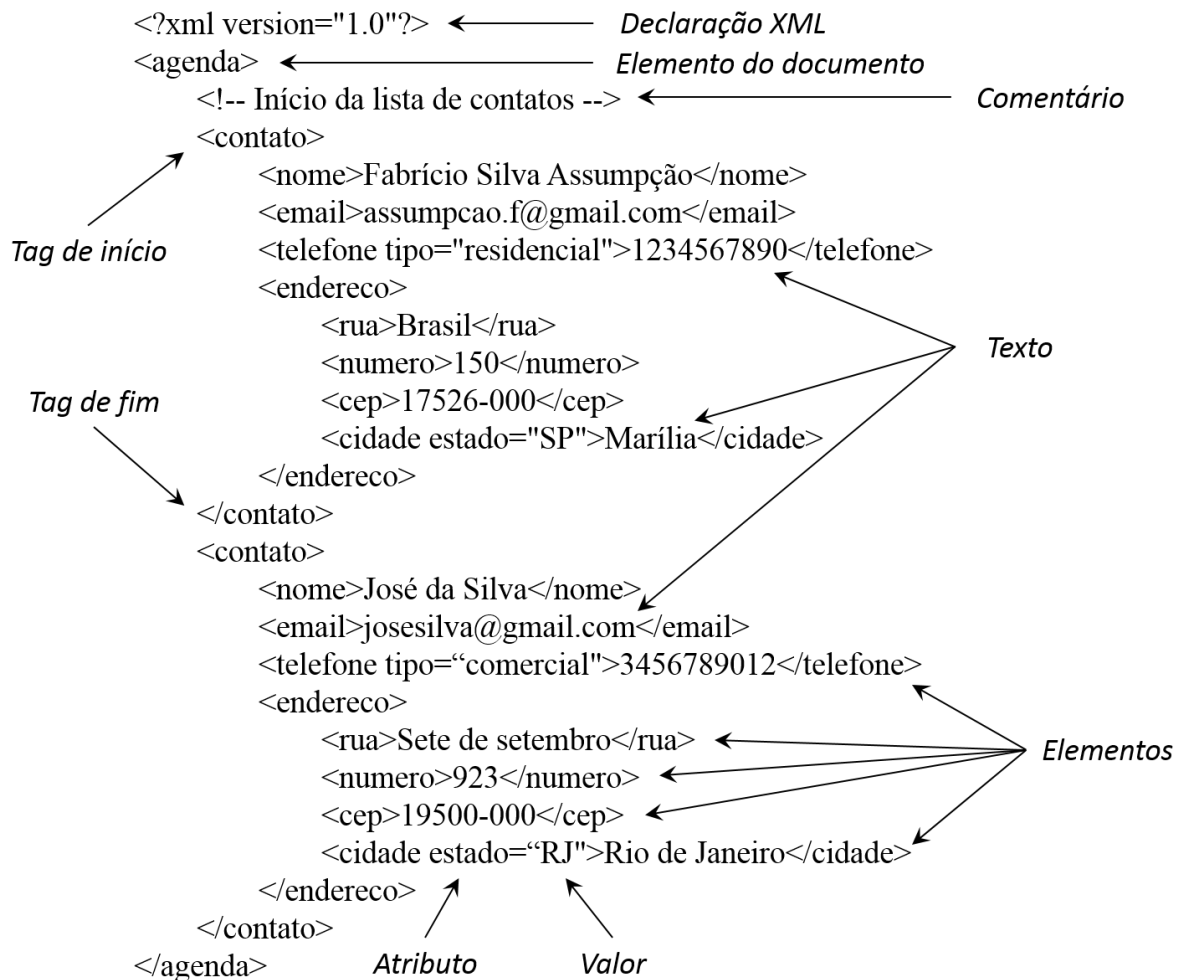 <?xml version="1.0"?> Declaração XML
<agenda> Elemento do documento
<!-- Início da lista de contatos --> Comentário
<contato>
<nome>Fabrício Silva Assumpção</nome>
<email>assumpcao.f@gmail.com</email>
Tag de início <telefone tipo="residencial">1234567890</telefone>
<endereco>
<rua>Brasil</rua>
<numero>150</numero> Texto
Tag de fim <cep>17526-000</cep>
<cidade estado="SP">Marília</cidade>
</endereco>
</contato>
<contato>
<nome>José da Silva</nome>
<email>josesilva@gmail.com</email>
<telefone tipo=“comercial">3456789012</telefone>
<endereco>
<rua>Sete de setembro</rua> Elementos
<numero>923</numero>
<cep>19500-000</cep>
<cidade estado=“RJ">Rio de Janeiro</cidade>
</endereco>
</contato>
</agenda> Atributo Valor